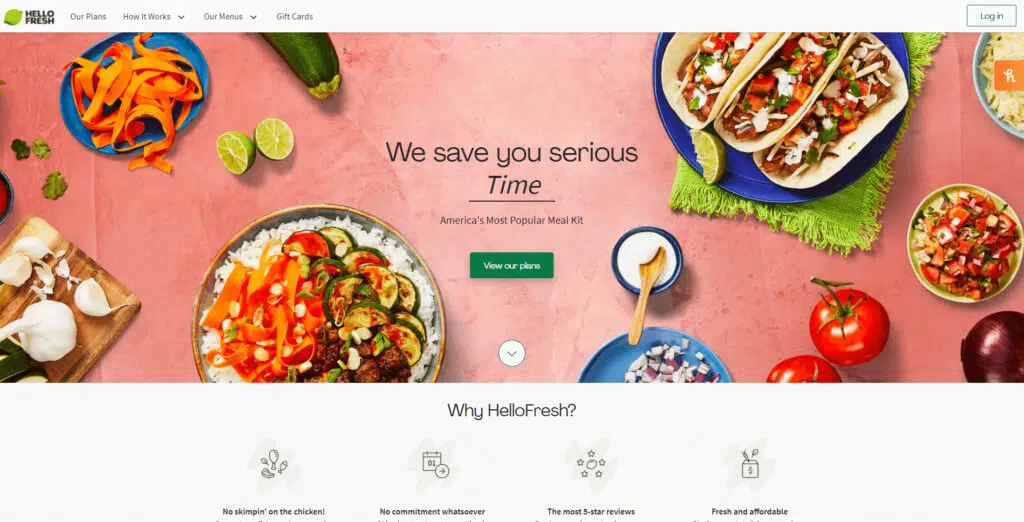 HELLO
FRESH
Our Plans
How It Works
Our Menus
Gift Cards
Log in
We save you serious
Time
America's Most Popular Meal Kit
View our plans
Why HelloFresh?
01
$
No skimpin' on the chicken!
No commitment whatsoever
The most 5-star reviews
Fresh and affordable